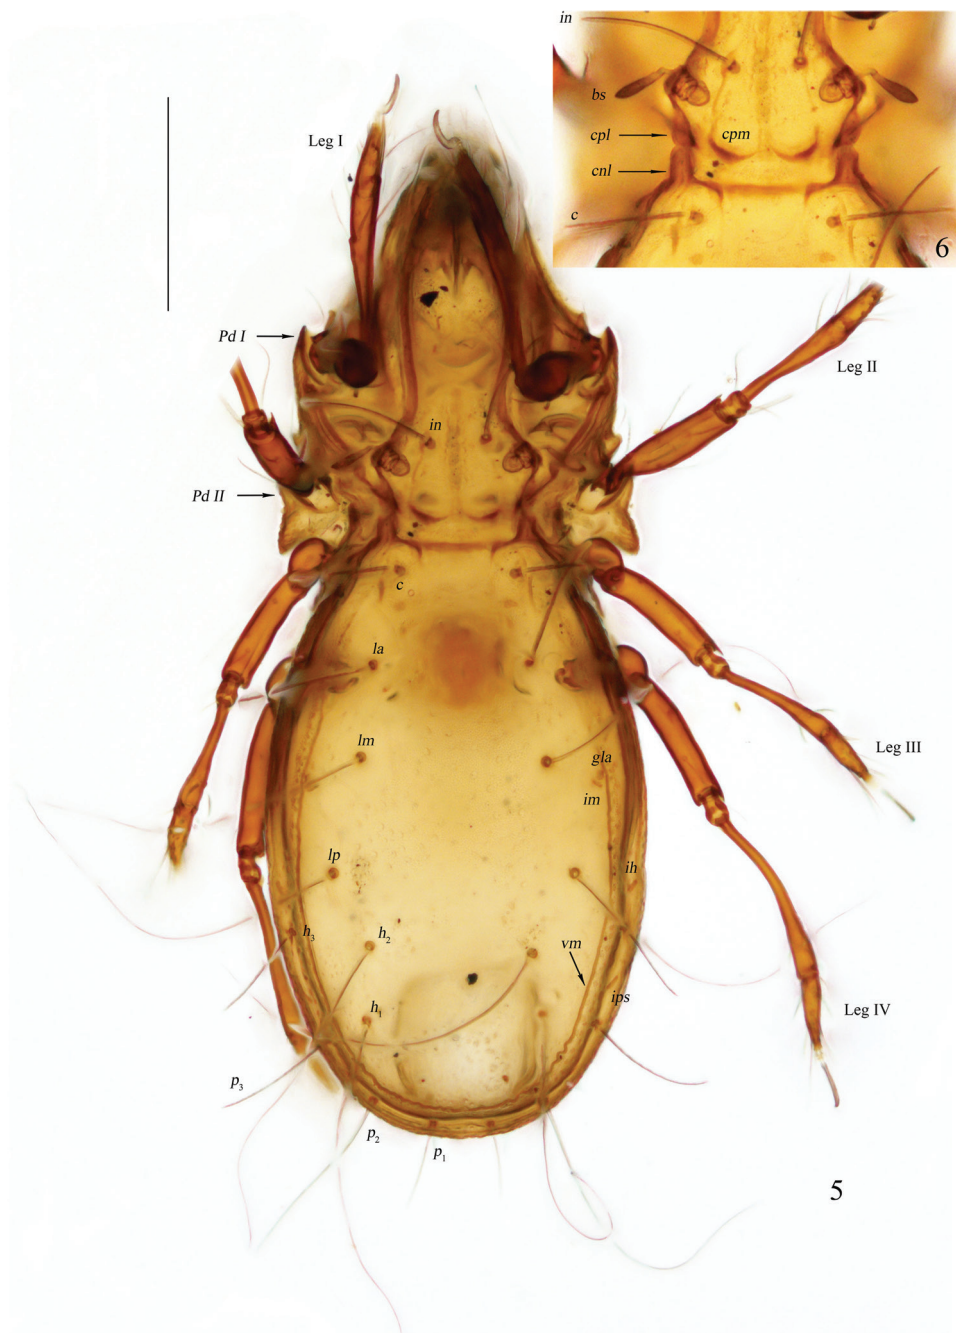 in
bs
cpl
cpm
cnl
c
6
Leg I
Pd I
Leg II
in
Pd II
c
la
lm
gla
Leg III
im
lp
ih
h₃
h₂
vm
ips
h₁
Leg IV
p₃
p₂
p₁
5